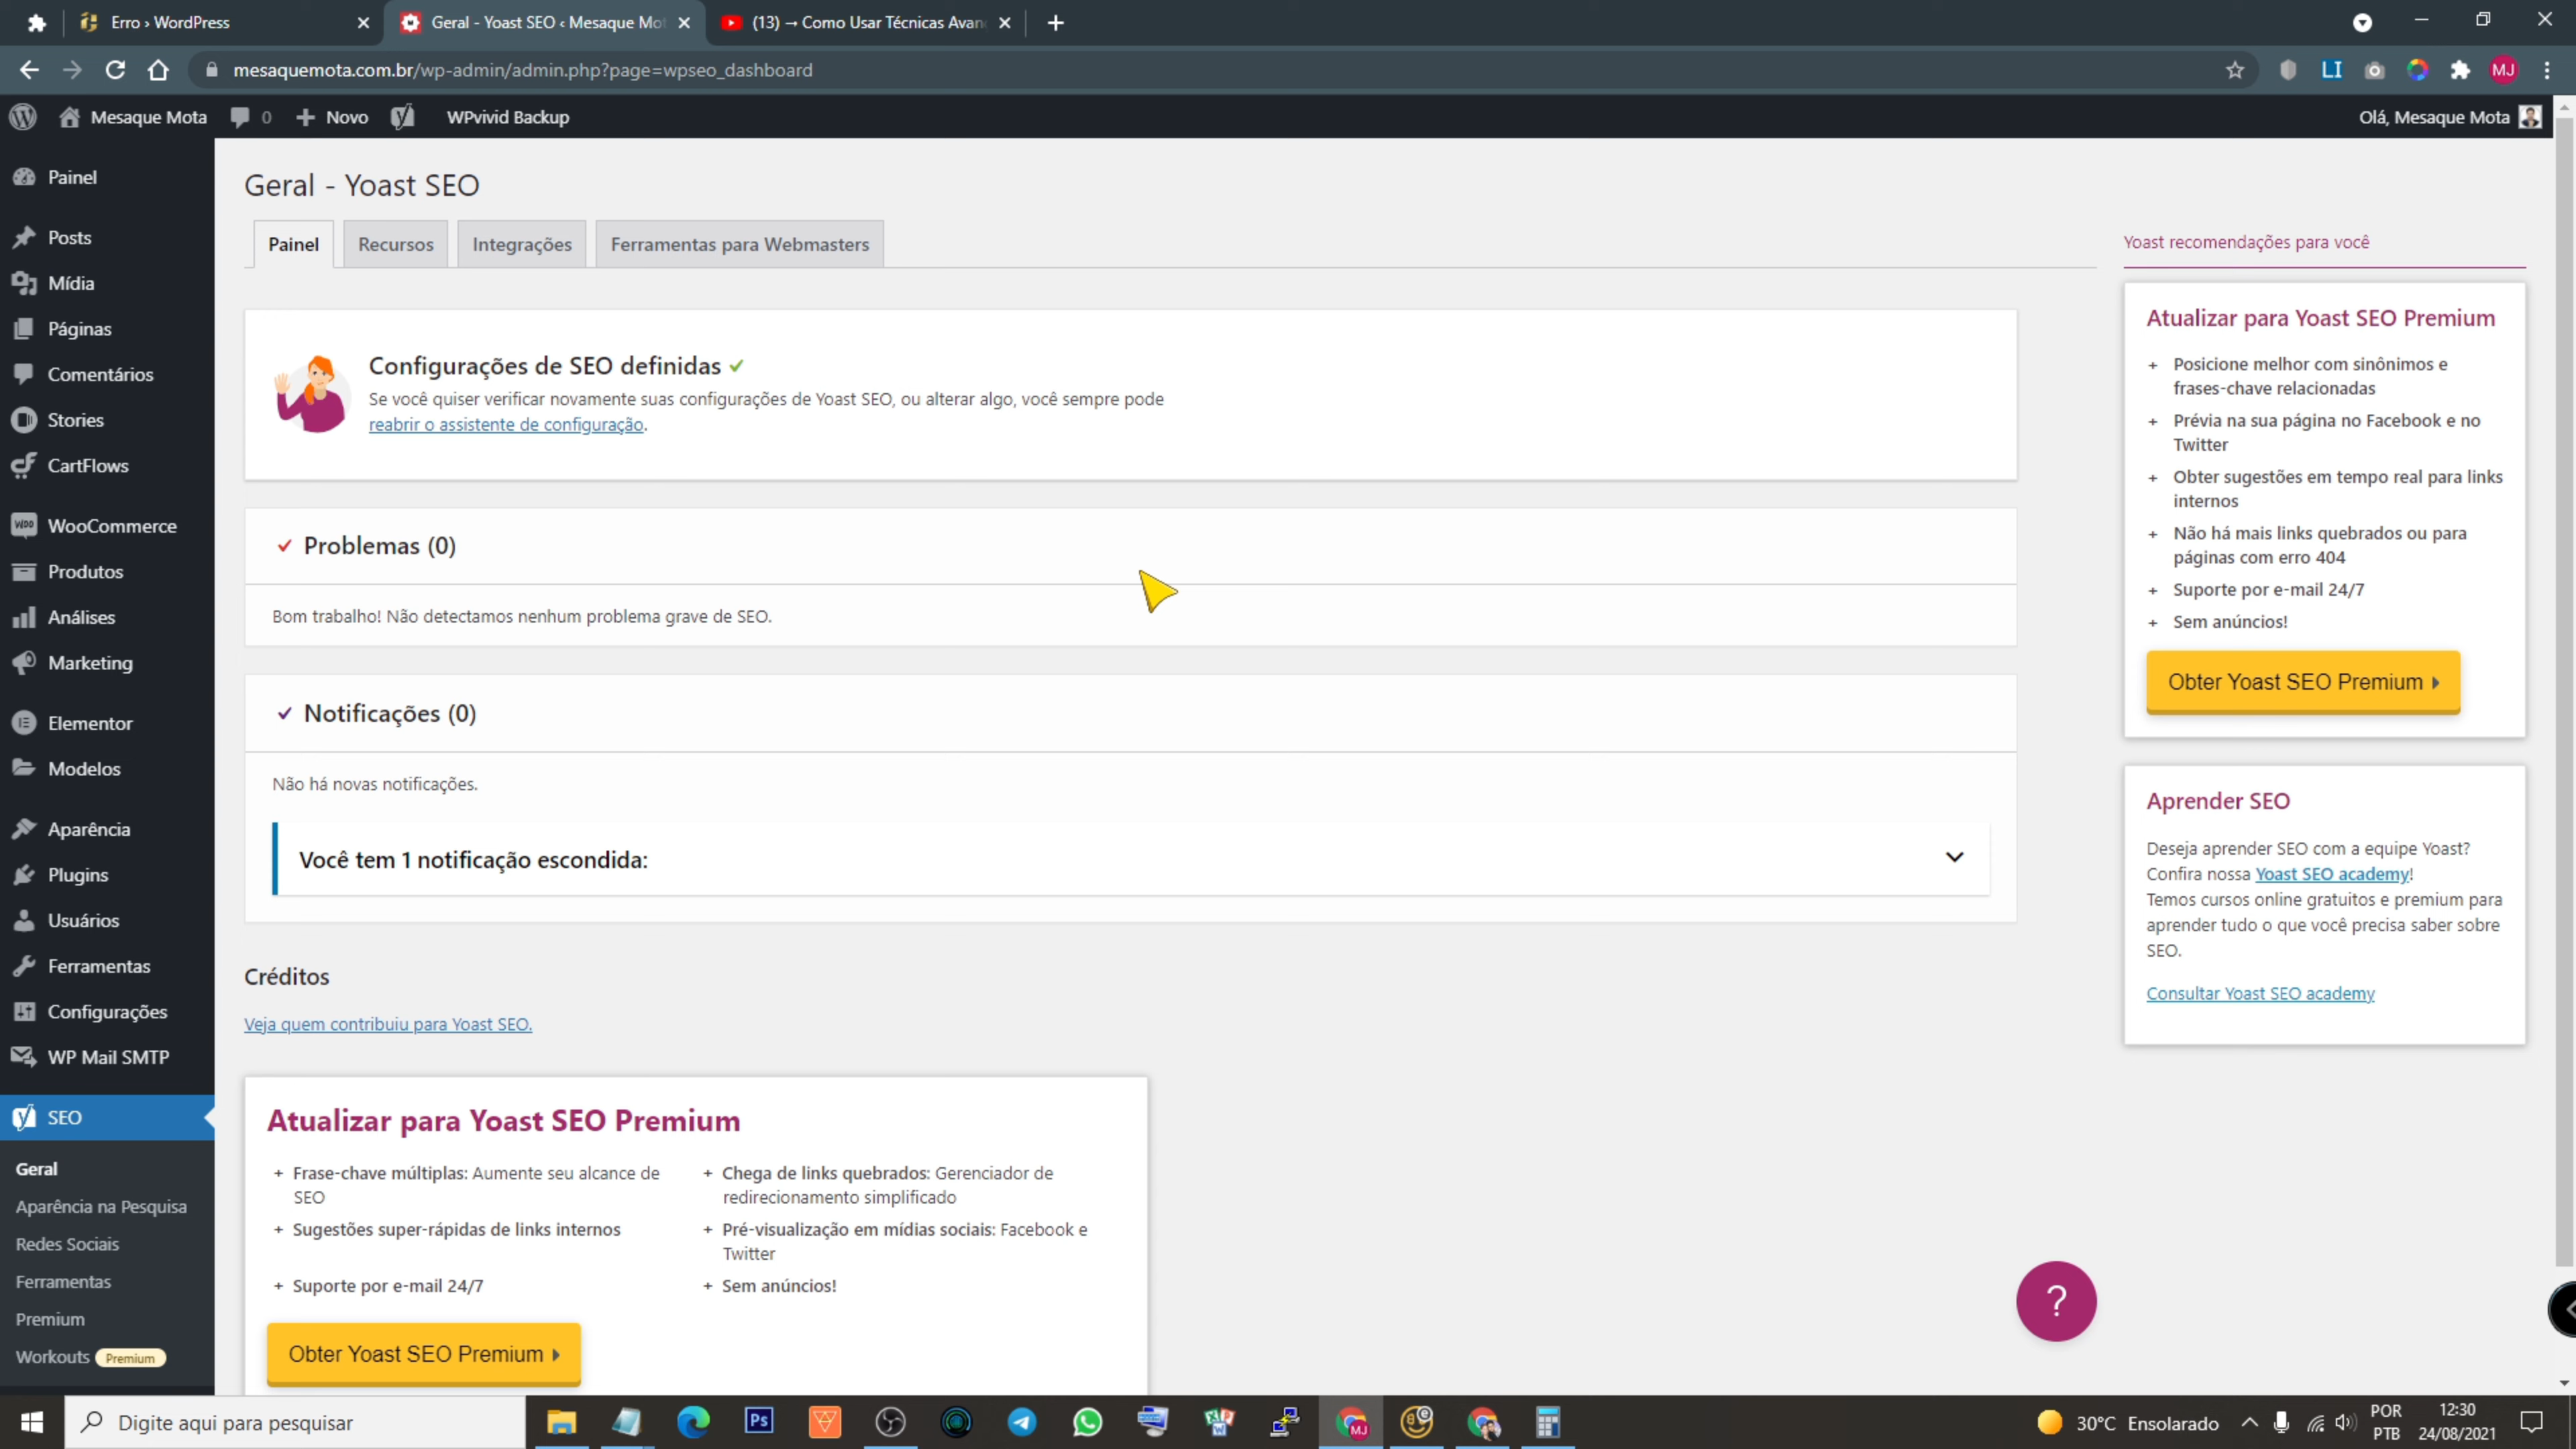 Erro › WordPress
Geral - Yoast SEO ‹ Mesaque Mot
(13) → Como Usar Técnicas Avan
mesaquemota.com.br/wp-admin/admin.php?page=wpseo_dashboard
LI
MJ
Mesaque Mota
0
Novo
WPvivid Backup
Olá, Mesaque Mota
Painel
Posts
Mídia
Páginas
Comentários
Stories
CartFlows
WooCommerce
Produtos
Análises
Marketing
Elementor
Modelos
Aparência
Plugins
Usuários
Ferramentas
Configurações
WP Mail SMTP
SEO
Geral
Aparência na Pesquisa
Redes Sociais
Ferramentas
Premium
Workouts Premium
Geral - Yoast SEO
Painel
Recursos
Integrações
Ferramentas para Webmasters
Configurações de SEO definidas
Se você quiser verificar novamente suas configurações de Yoast SEO, ou alterar algo, você sempre pode
reabrir o assistente de configuração.
Problemas (0)
Bom trabalho! Não detectamos nenhum problema grave de SEO.
Notificações (0)
Não há novas notificações.
Você tem 1 notificação escondida:
Créditos
Veja quem contribuiu para Yoast SEO.
Atualizar para Yoast SEO Premium
+ Frase-chave múltiplas: Aumente seu alcance de
SEO
+ Sugestões super-rápidas de links internos
+ Suporte por e-mail 24/7
+ Chega de links quebrados: Gerenciador de
redirecionamento simplificado
+ Pré-visualização em mídias sociais: Facebook e
Twitter
+ Sem anúncios!
Obter Yoast SEO Premium
Yoast recomendações para você
Atualizar para Yoast SEO Premium
+ Posicione melhor com sinônimos e
frases-chave relacionadas
+ Prévia na sua página no Facebook e no
Twitter
+ Obter sugestões em tempo real para links
internos
+ Não há mais links quebrados ou para
páginas com erro 404
+ Suporte por e-mail 24/7
+ Sem anúncios!
Obter Yoast SEO Premium
Aprender SEO
Deseja aprender SEO com a equipe Yoast?
Confira nossa Yoast SEO academy!
Temos cursos online gratuitos e premium para
aprender tudo o que você precisa saber sobre
SEO.
Consultar Yoast SEO academy
?
Digite aqui para pesquisar
Ps
MJ
30°C Ensolarado
POR
PTB
12:30
24/08/2021